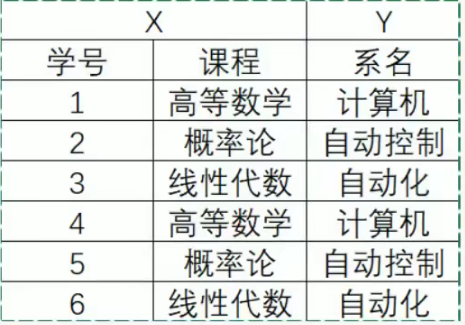 X Y
学号 课程 系名
1 高等数学 计算机
2 概率论 自动控制
3 线性代数 自动化
4 高等数学 计算机
5 概率论 自动控制
6 线性代数 自动化